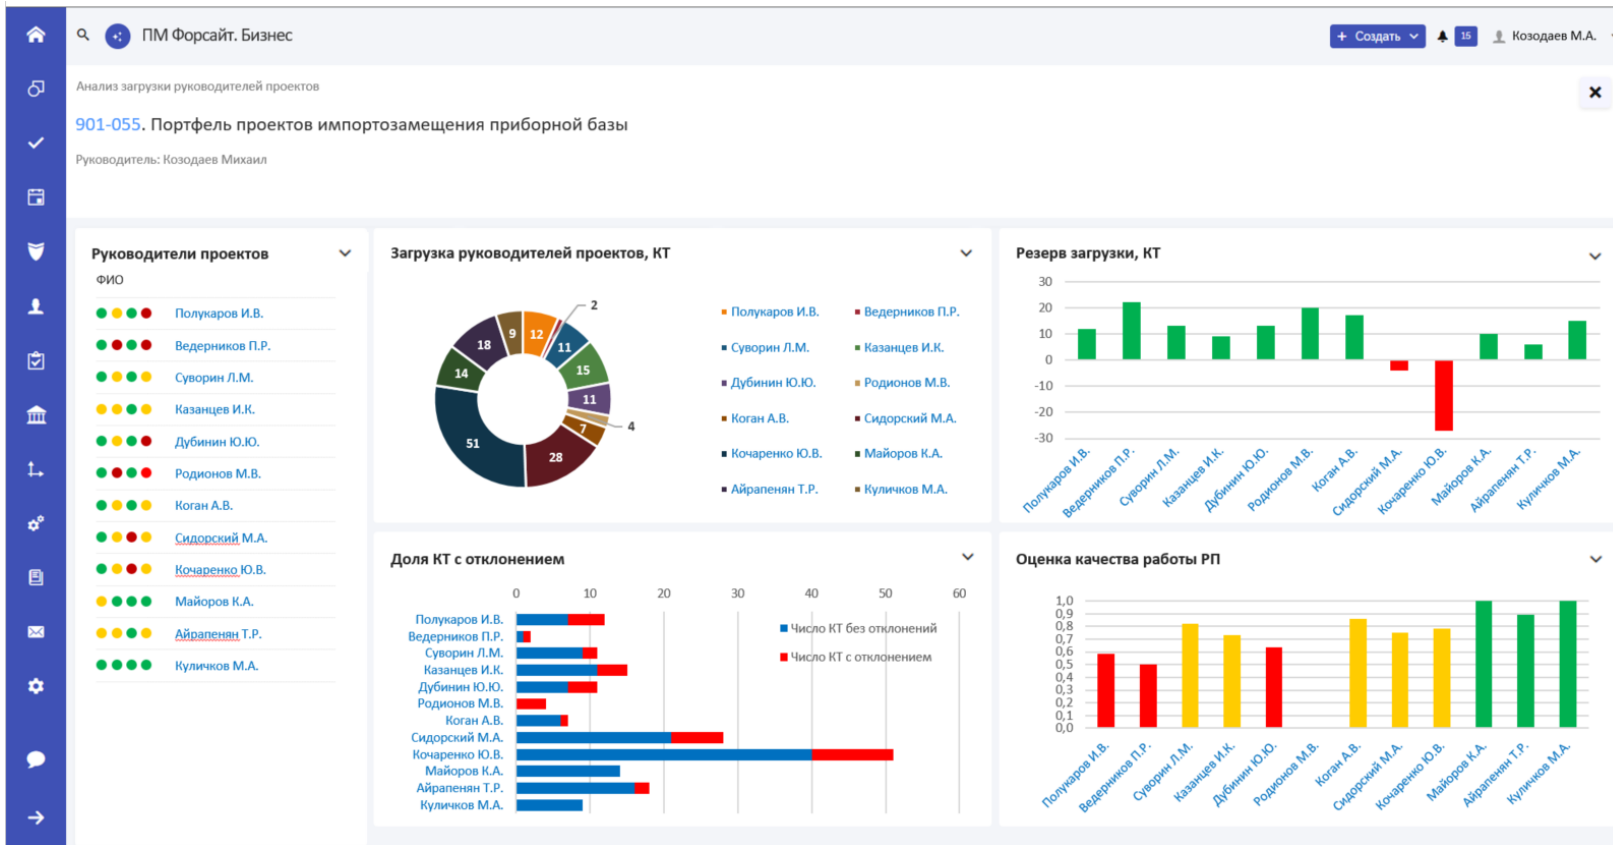 ПМ Форсайт. Бизнес
+ Создать
15
Козодаев М.А.
Анализ загрузки руководителей проектов
901-055. Портфель проектов импортозамещения приборной базы
Руководитель: Козодаев Михаил
Руководители проектов
ФИО
Полукаров И.В.
Ведерников П.Р.
Суворин Л.М.
Казанцев И.К.
Дубинин Ю.Ю.
Родионов М.В.
Коган А.В.
Сидорский М.А.
Кочаренко Ю.В.
Майоров К.А.
Айрапенян Т.Р.
Куличков М.А.
Загрузка руководителей проектов, КТ
12
2
11
15
11
4
7
28
51
14
18
9
Полукаров И.В.
Ведерников П.Р.
Суворин Л.М.
Казанцев И.К.
Дубинин Ю.Ю.
Родионов М.В.
Коган А.В.
Сидорский М.А.
Кочаренко Ю.В.
Майоров К.А.
Айрапенян Т.Р.
Куличков М.А.
Резерв загрузки, КТ
30
20
10
0
-10
-20
-30
Полукаров И.В.
Ведерников П.Р.
Суворин Л.М.
Казанцев И.К.
Дубинин Ю.Ю.
Родионов М.В.
Коган А.В.
Сидорский М.А.
Кочаренко Ю.В.
Майоров К.А.
Айрапенян Т.Р.
Куличков М.А.
Доля КТ с отклонением
0 10 20 30 40 50 60
Полукаров И.В.
Ведерников П.Р.
Суворин Л.М.
Казанцев И.К.
Дубинин Ю.Ю.
Родионов М.В.
Коган А.В.
Сидорский М.А.
Кочаренко Ю.В.
Майоров К.А.
Айрапенян Т.Р.
Куличков М.А.
Число КТ без отклонений
Число КТ с отклонением
Оценка качества работы РП
1,0
0,9
0,8
0,7
0,6
0,5
0,4
0,3
0,2
0,1
0,0
Полукаров И.В.
Ведерников П.Р.
Суворин Л.М.
Казанцев И.К.
Дубинин Ю.Ю.
Родионов М.В.
Коган А.В.
Сидорский М.А.
Кочаренко Ю.В.
Майоров К.А.
Айрапенян Т.Р.
Куличков М.А.